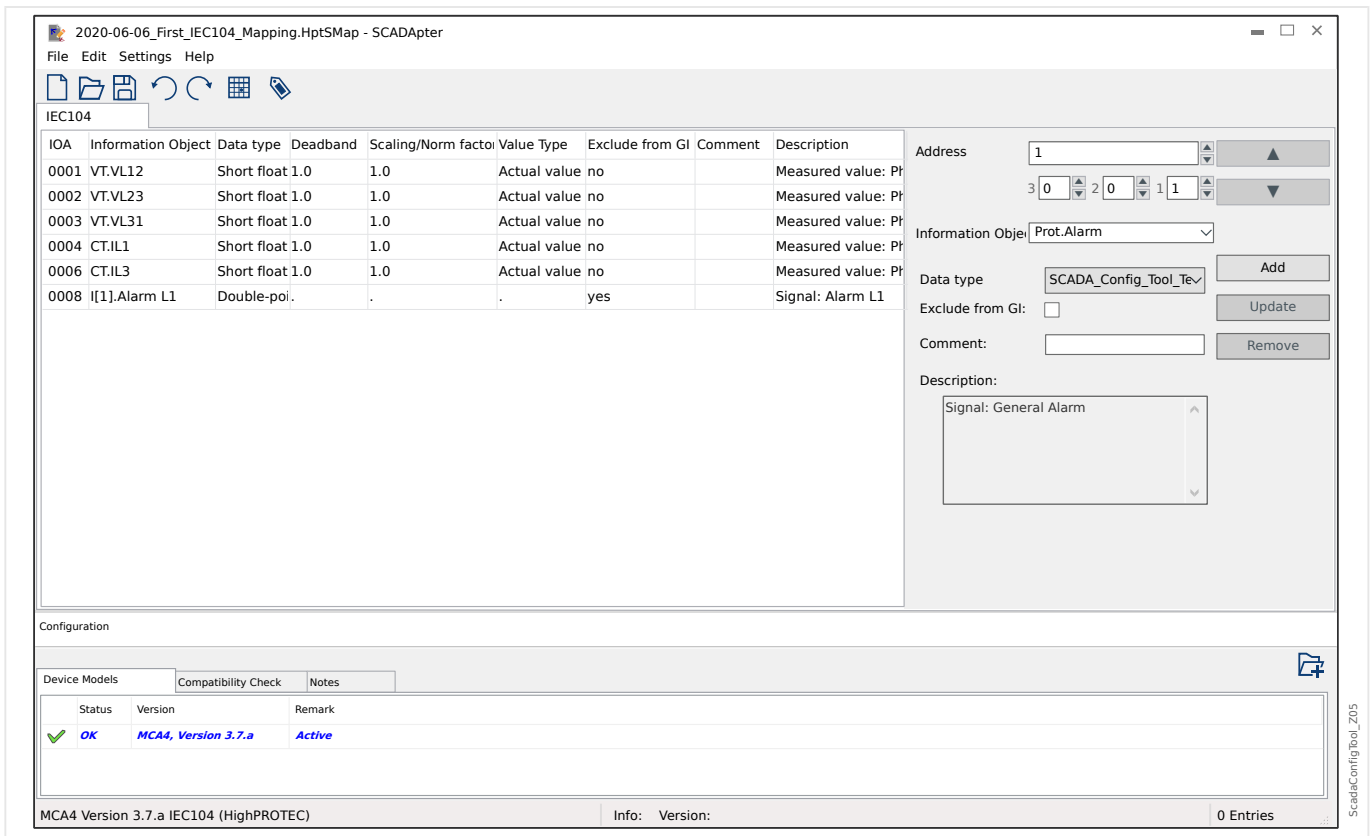 2020-06-06_First_IEC104_Mapping.HptSMap - SCADApter
File Edit Settings Help
IEC104
IOA Information Object Data type Deadband Scaling/Norm factor Value Type Exclude from GI Comment Description
0001 VT.VL12 Short float 1.0 1.0 Actual value no Measured value: Ph
0002 VT.VL23 Short float 1.0 1.0 Actual value no Measured value: Ph
0003 VT.VL31 Short float 1.0 1.0 Actual value no Measured value: Ph
0004 CT.IL1 Short float 1.0 1.0 Actual value no Measured value: Ph
0006 CT.IL3 Short float 1.0 1.0 Actual value no Measured value: Ph
0008 I[1].Alarm L1 Double-poi. . . . yes Signal: Alarm L1
Address 1
3 0 2 0 1 1
Information Obje Prot.Alarm
Add
Data type SCADA_Config_Tool_Te
Exclude from GI: Update
Comment: Remove
Description:
Signal: General Alarm
Configuration
Device Models Compatibility Check Notes
Status Version Remark
OK MCA4, Version 3.7.a Active
MCA4 Version 3.7.a IEC104 (HighPROTEC) Info: Version: 0 Entries
ScadaConfigTool_Z05